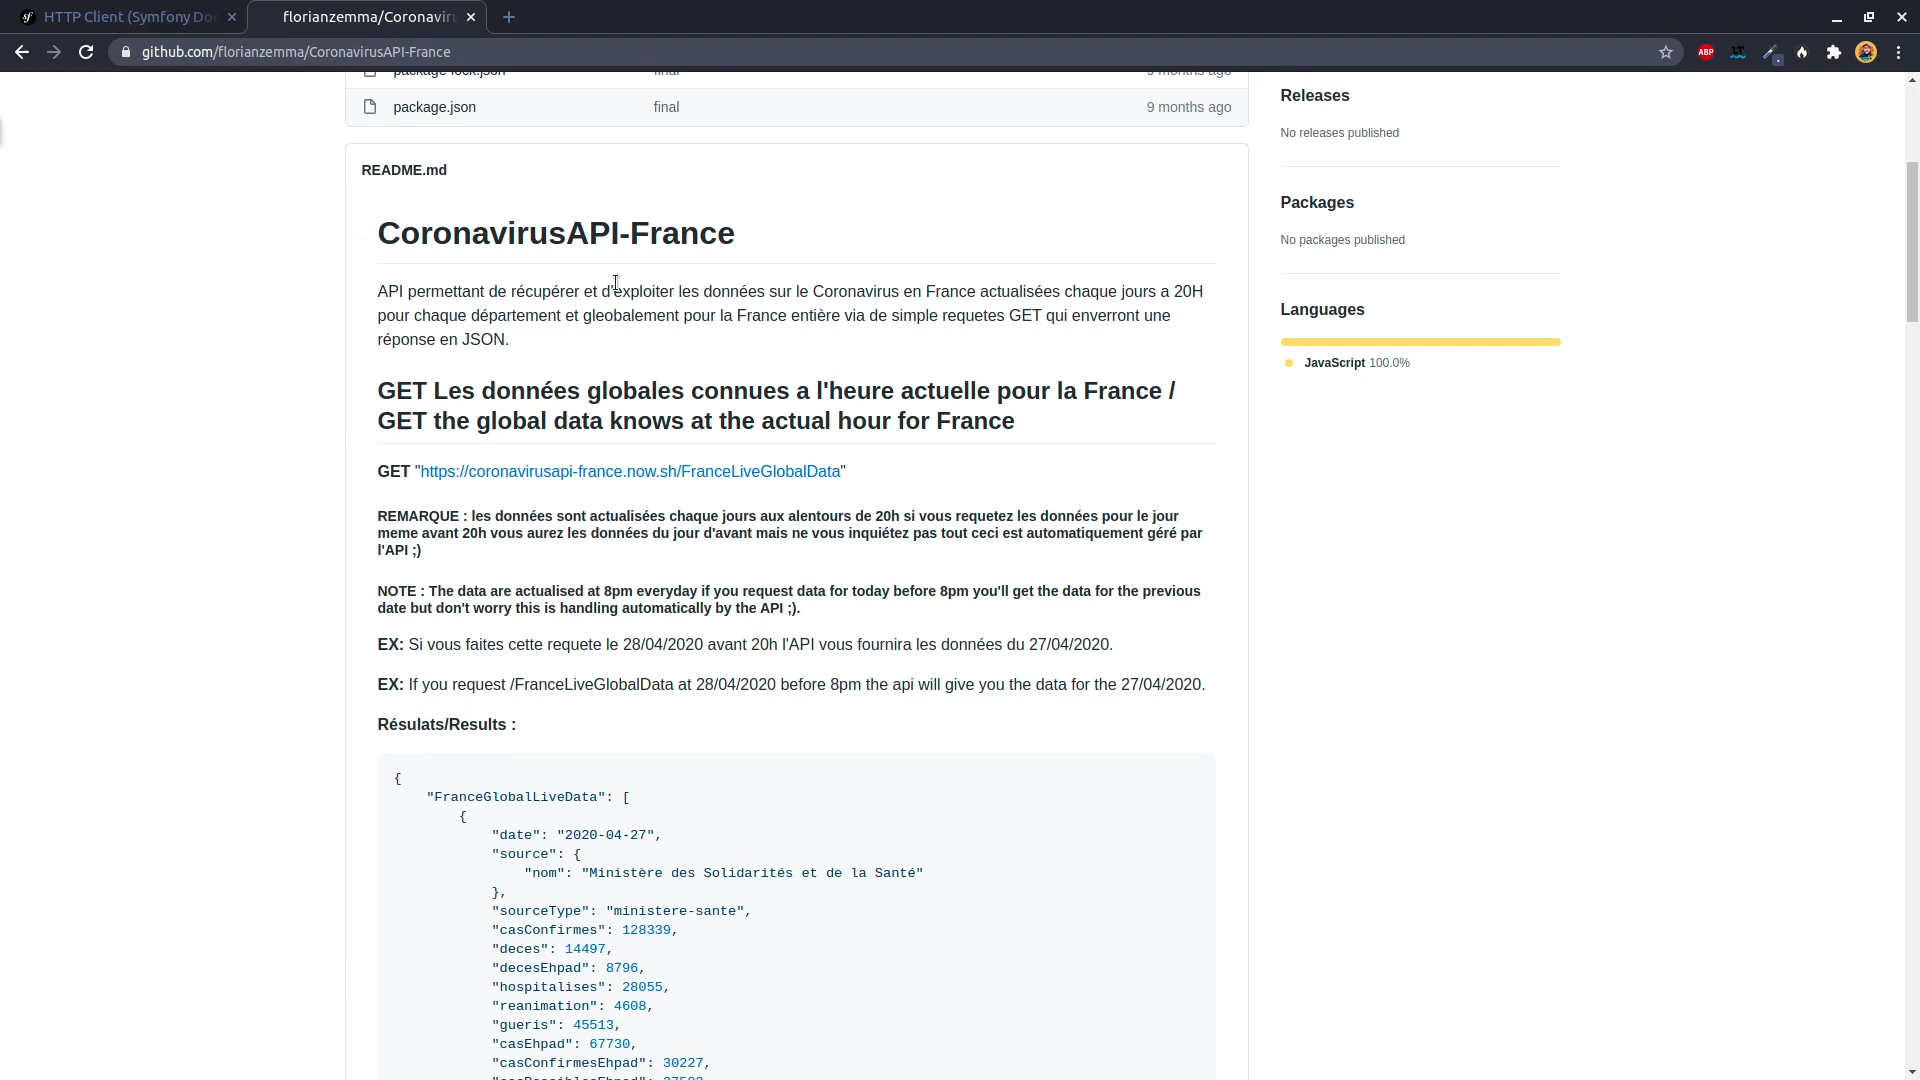 HTTP Client (Symfony Do
florianzemma/Coronaviru
github.com/florianzemma/CoronavirusAPI-France
ABP
package-lock.json final 9 months ago
package.json final 9 months ago
README.md
CoronavirusAPI-France
API permettant de récupérer et d'exploiter les données sur le Coronavirus en France actualisées chaque jours a 20H
pour chaque département et gleobalement pour la France entière via de simple requetes GET qui enverront une
réponse en JSON.
GET Les données globales connues a l'heure actuelle pour la France /
GET the global data knows at the actual hour for France
GET "https://coronavirusapi-france.now.sh/FranceLiveGlobalData"
REMARQUE : les données sont actualisées chaque jours aux alentours de 20h si vous requetez les données pour le jour
meme avant 20h vous aurez les données du jour d'avant mais ne vous inquiétez pas tout ceci est automatiquement géré par
l'API ;)
NOTE : The data are actualised at 8pm everyday if you request data for today before 8pm you'll get the data for the previous
date but don't worry this is handling automatically by the API ;).
EX: Si vous faites cette requete le 28/04/2020 avant 20h l'API vous fournira les données du 27/04/2020.
EX: If you request /FranceLiveGlobalData at 28/04/2020 before 8pm the api will give you the data for the 27/04/2020.
Résulats/Results :
{
"FranceGlobalLiveData": [
{
"date": "2020-04-27",
"source": {
"nom": "Ministère des Solidarités et de la Santé"
},
"sourceType": "ministere-sante",
"casConfirmes": 128339,
"deces": 14497,
"decesEhpad": 8796,
"hospitalises": 28055,
"reanimation": 4608,
"gueris": 45513,
"casEhpad": 67730,
"casConfirmesEhpad": 30227,
Releases
No releases published
Packages
No packages published
Languages
JavaScript 100.0%